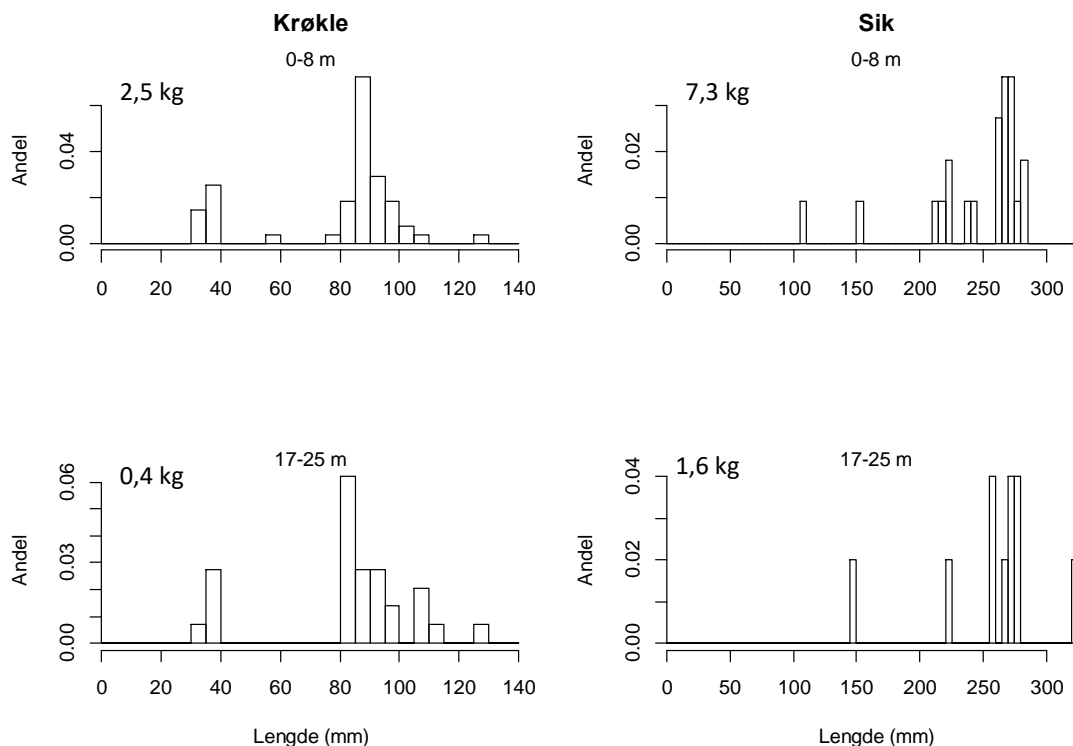 Krøkle
0-8 m
2,5 kg
Andel
0.00 0.04
0 20 40 60 80 100 120 140
Sik
0-8 m
7,3 kg
Andel
0.00 0.02
0 50 100 150 200 250 300
17-25 m
0,4 kg
Andel
0.00 0.03 0.06
0 20 40 60 80 100 120 140
Lengde (mm)
17-25 m
1,6 kg
Andel
0.00 0.02 0.04
0 50 100 150 200 250 300
Lengde (mm)